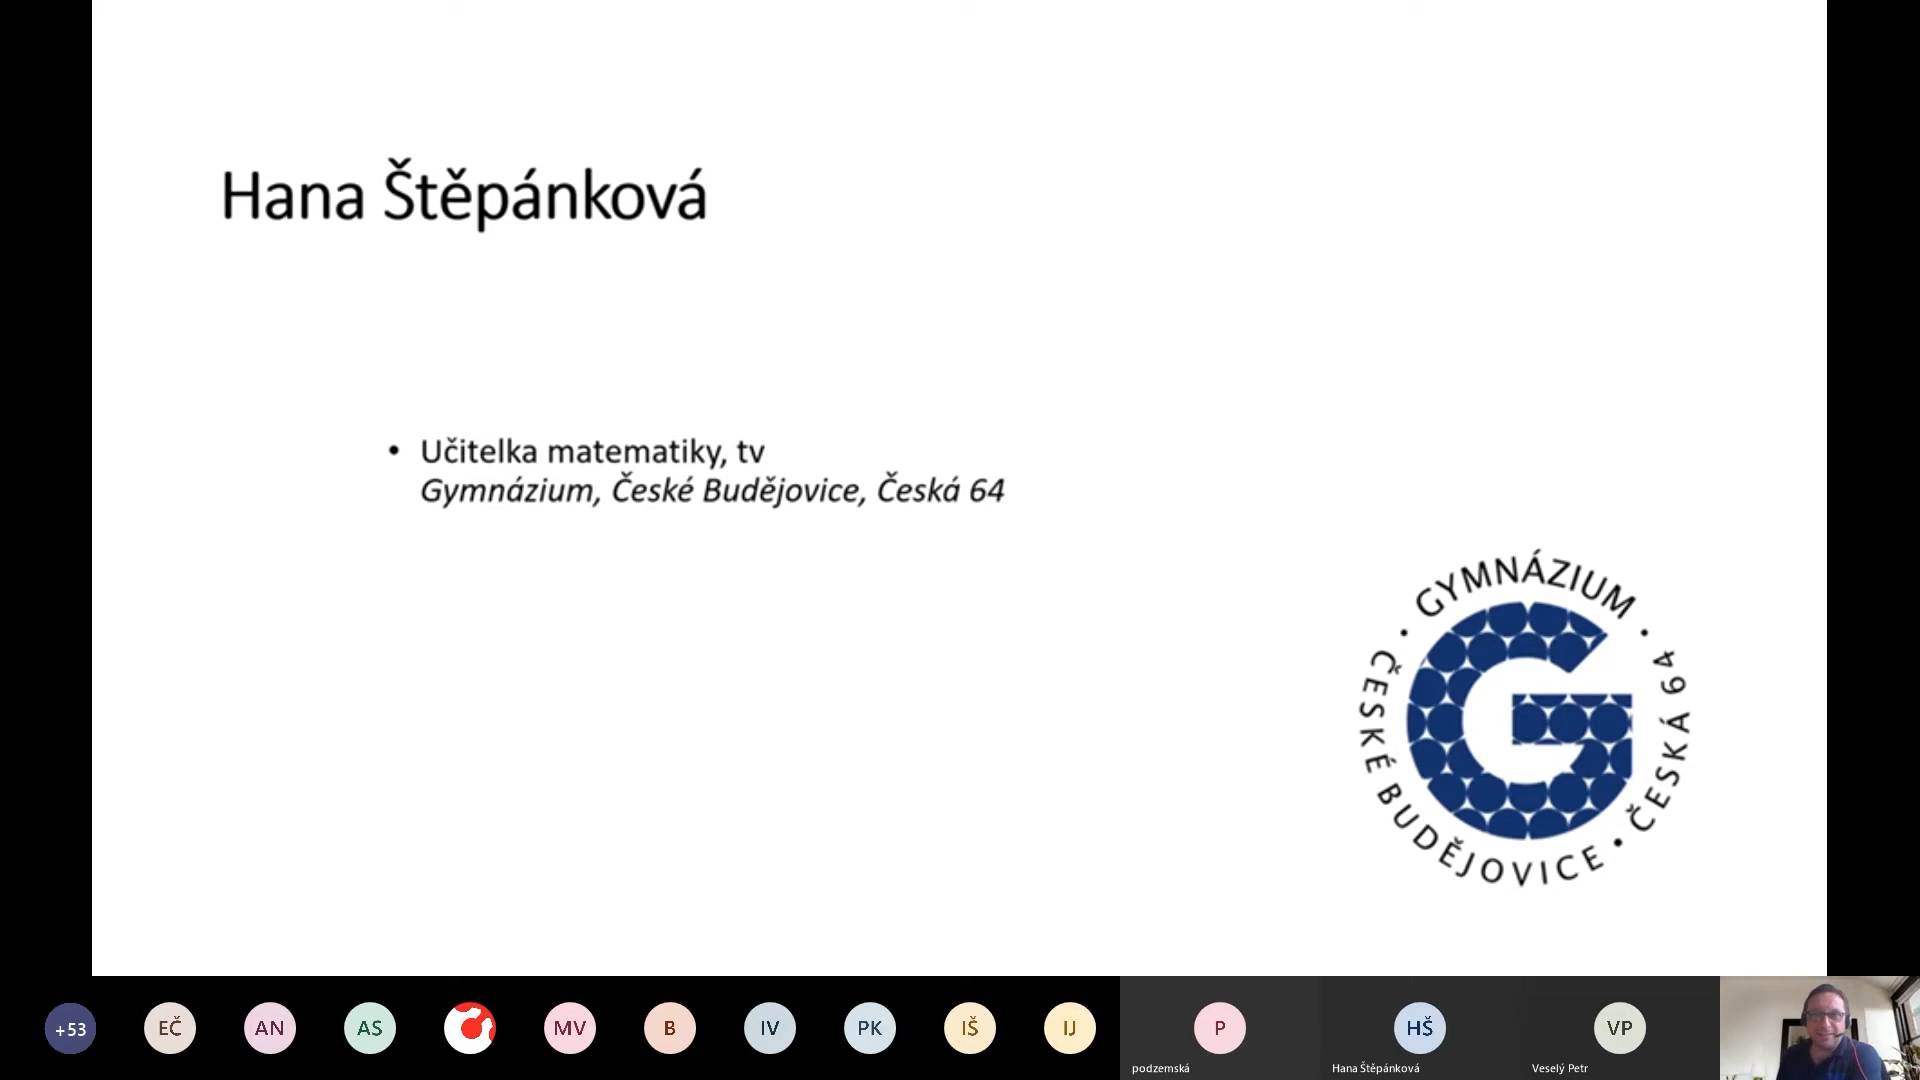 Hana Štěpánková
• Učitelka matematiky, tv
Gymnázium, České Budějovice, Česká 64
• GYMNÁZIUM •
ČESKÉ BUDĚJOVICE • ČESKÁ 64
+53
EČ
AN
AS
MV
B
IV
PK
IŠ
IJ
P
HŠ
VP
podzemská
Hana Štěpánková
Veselý Petr